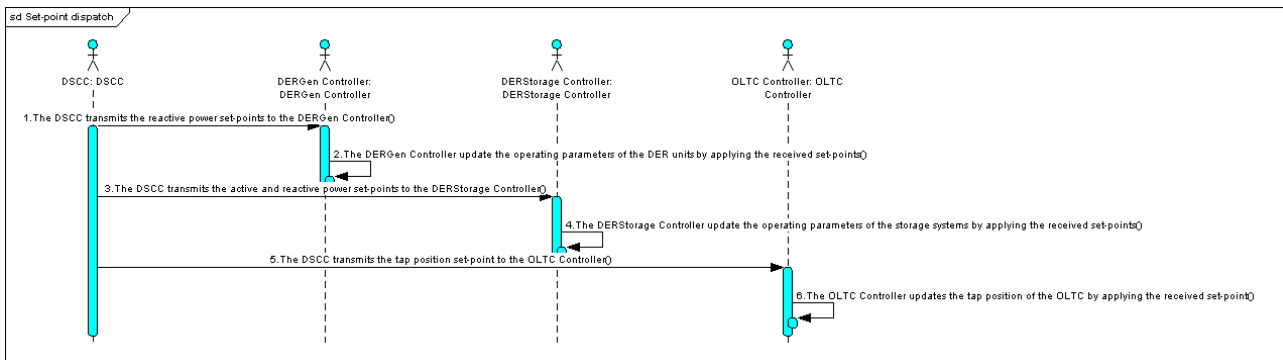 sd Set-point dispatch
DSCC: DSCC
DERGen Controller:
DERGen Controller
DERStorage Controller:
DERStorage Controller
OLTC Controller: OLTC
Controller
1.The DSCC transmits the reactive power set-points to the DERGen Controller()
2.The DERGen Controller update the operating parameters of the DER units by applying the received set-points()
3.The DSCC transmits the active and reactive power set-points to the DERStorage Controller()
4.The DERStorage Controller update the operating parameters of the storage systems by applying the received set-points()
5.The DSCC transmits the tap position set-point to the OLTC Controller()
6.The OLTC Controller updates the tap position of the OLTC by applying the received set-point()